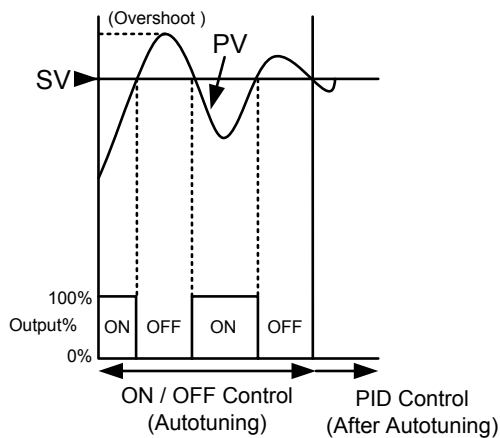 (Overshoot )
PV
SV
100%
Output%
ON
OFF
ON
OFF
0%
ON / OFF Control
(Autotuning)
PID Control
(After Autotuning)